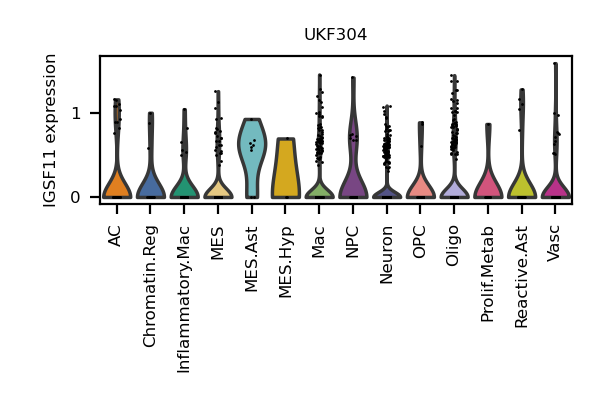 UKF304
IGSF11 expression
1
0
AC
Chromatin.Reg
Inflammatory.Mac
MES
MES.Ast
MES.Hyp
Mac
NPC
Neuron
OPC
Oligo
Prolif.Metab
Reactive.Ast
Vasc